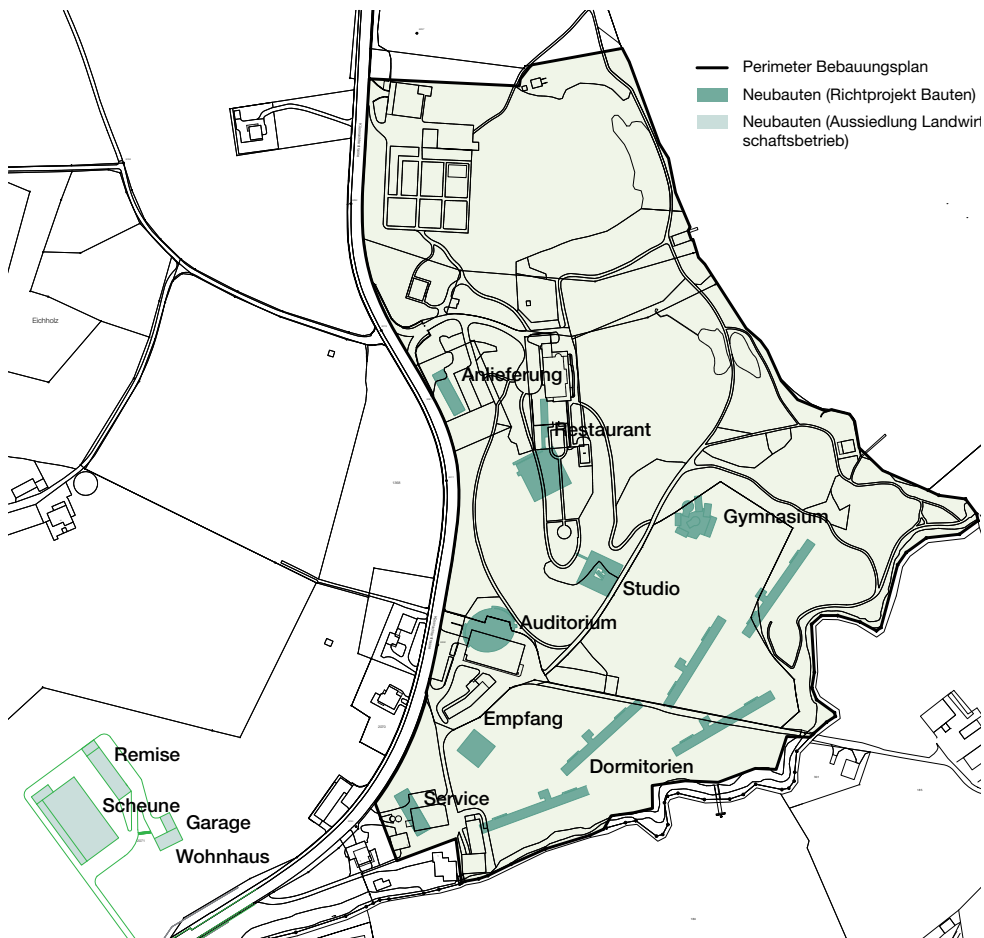 Perimeter Bebauungsplan
Neubauten (Richtprojekt Bauten)
Neubauten (Aussiedlung Landwirt
schaftsbetrieb)
Eichholz
Anlieferung
Restaurant
Gymnasium
Studio
Auditorium
Empfang
Dormitorien
Service
Remise
Scheune
Garage
Wohnhaus